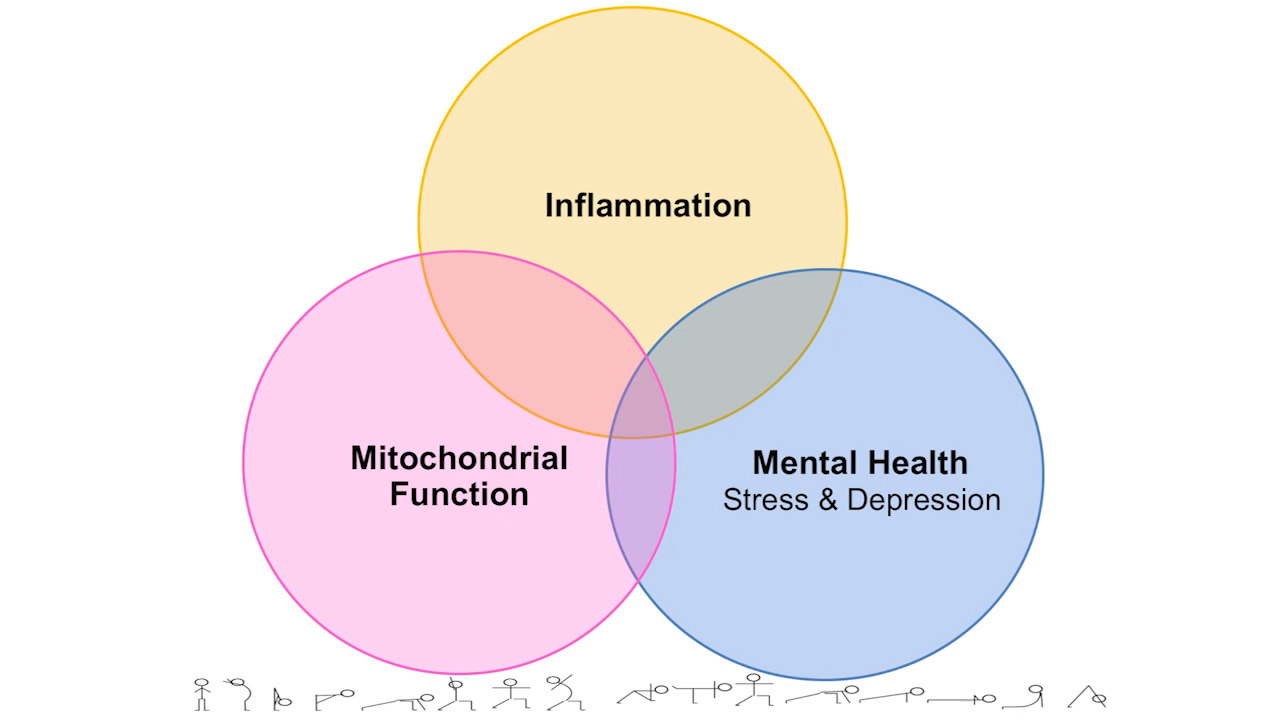 Inflammation
Mitochondrial
Function
Mental Health
Stress & Depression